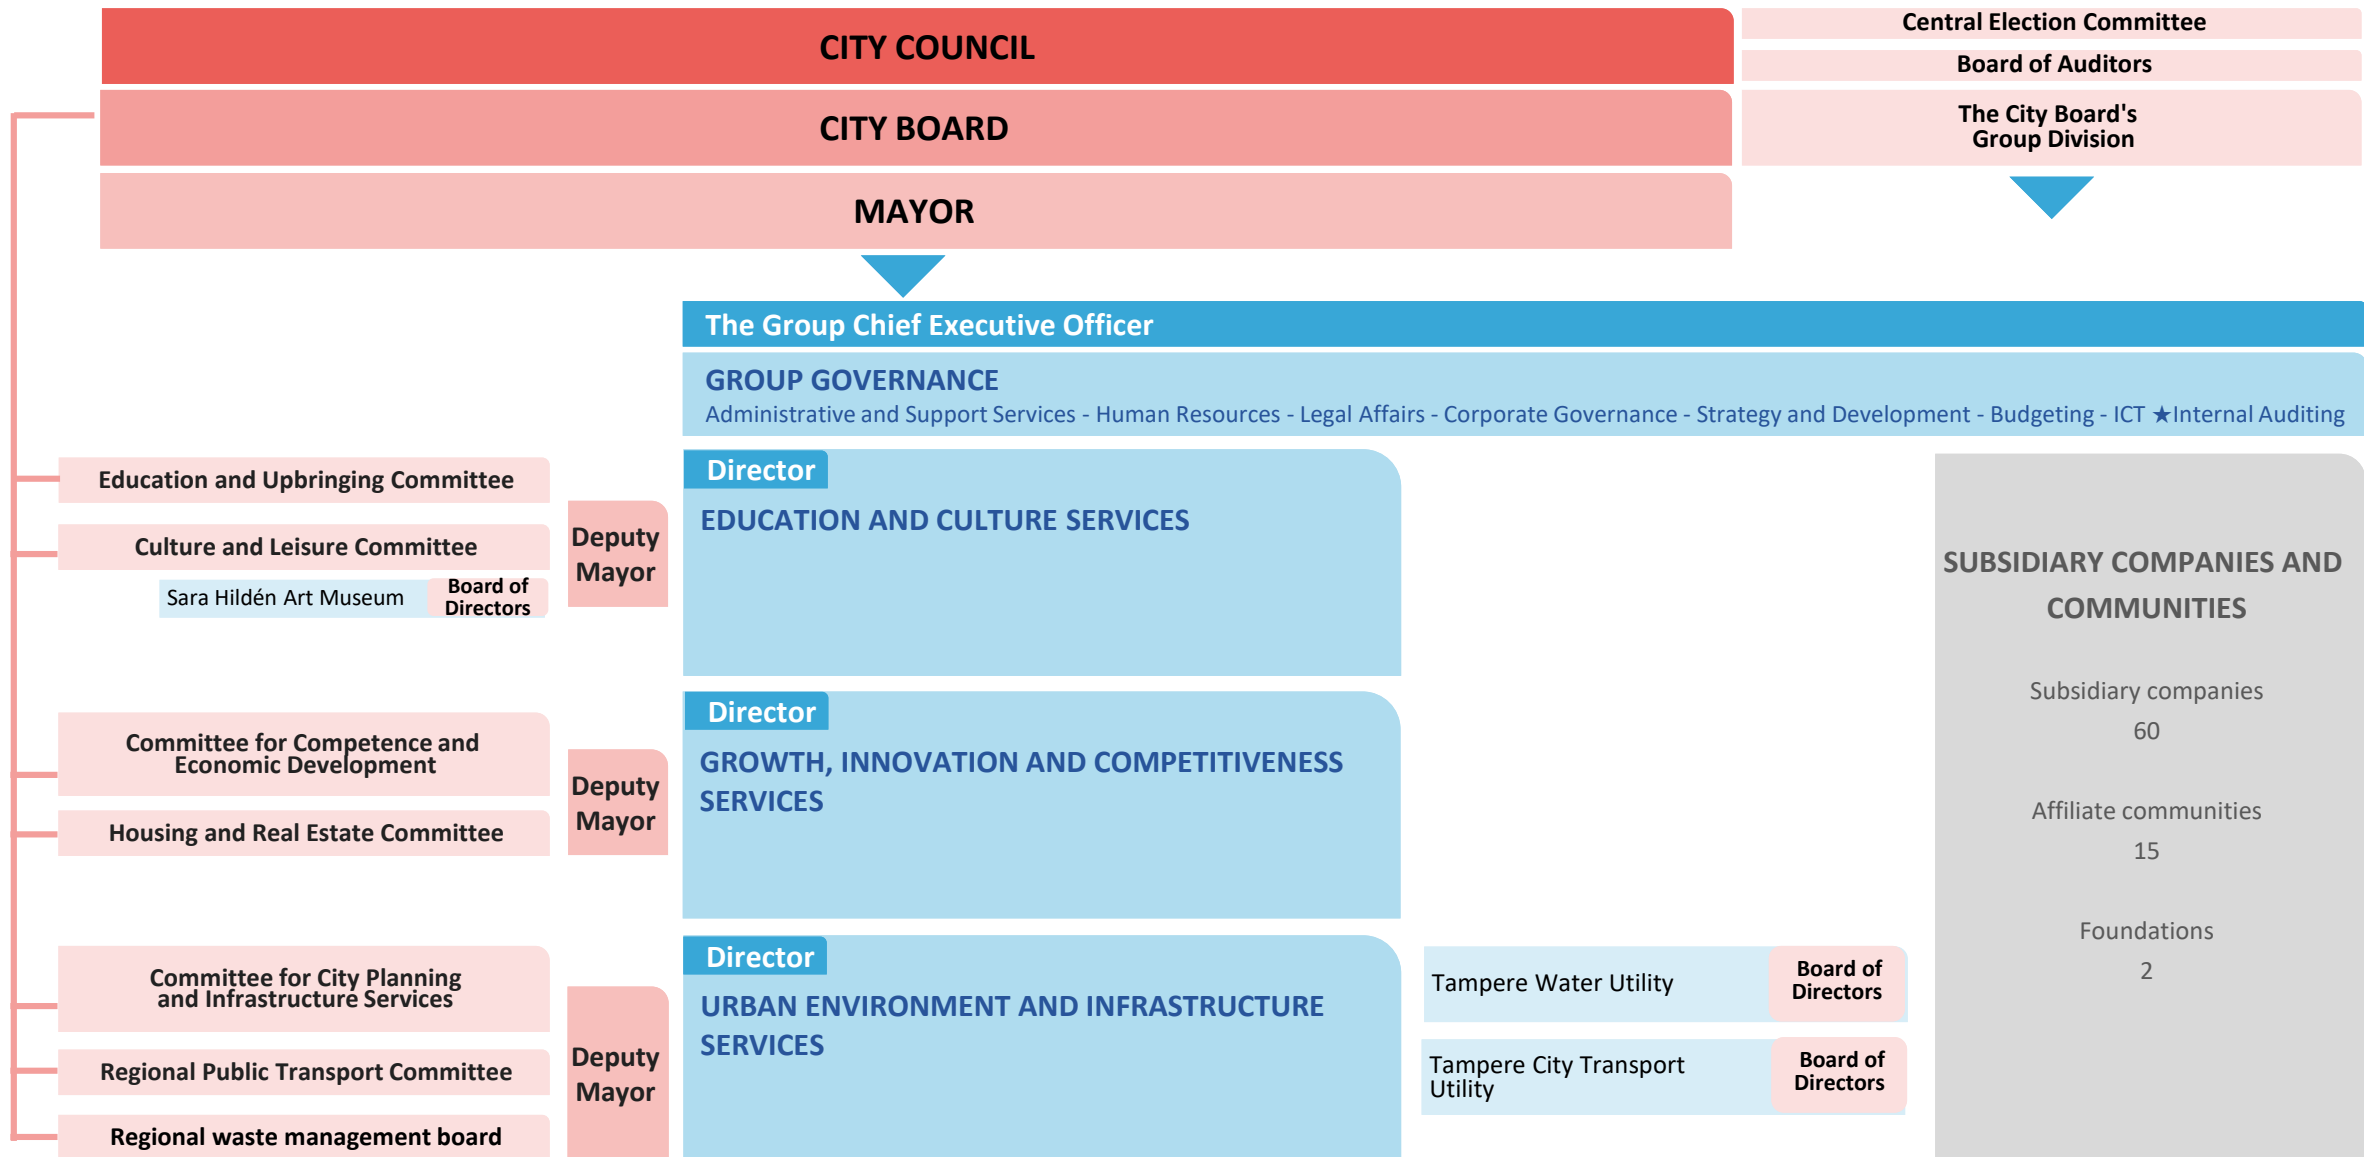 CITY COUNCIL
CITY BOARD
MAYOR
Central Election Committee
Board of Auditors
The City Board's
Group Division
The Group Chief Executive Officer
GROUP GOVERNANCE
Administrative and Support Services - Human Resources - Legal Affairs - Corporate Governance - Strategy and Development - Budgeting - ICT ★Internal Auditing
Education and Upbringing Committee
Culture and Leisure Committee
Sara Hildén Art Museum
Board of
Directors
Deputy
Mayor
Director
EDUCATION AND CULTURE SERVICES
Committee for Competence and
Economic Development
Housing and Real Estate Committee
Deputy
Mayor
Director
GROWTH, INNOVATION AND COMPETITIVENESS
SERVICES
Committee for City Planning
and Infrastructure Services
Regional Public Transport Committee
Regional waste management board
Deputy
Mayor
Director
URBAN ENVIRONMENT AND INFRASTRUCTURE
SERVICES
Tampere Water Utility
Board of
Directors
Tampere City Transport
Utility
Board of
Directors
SUBSIDIARY COMPANIES AND
COMMUNITIES
Subsidiary companies
60
Affiliate communities
15
Foundations
2